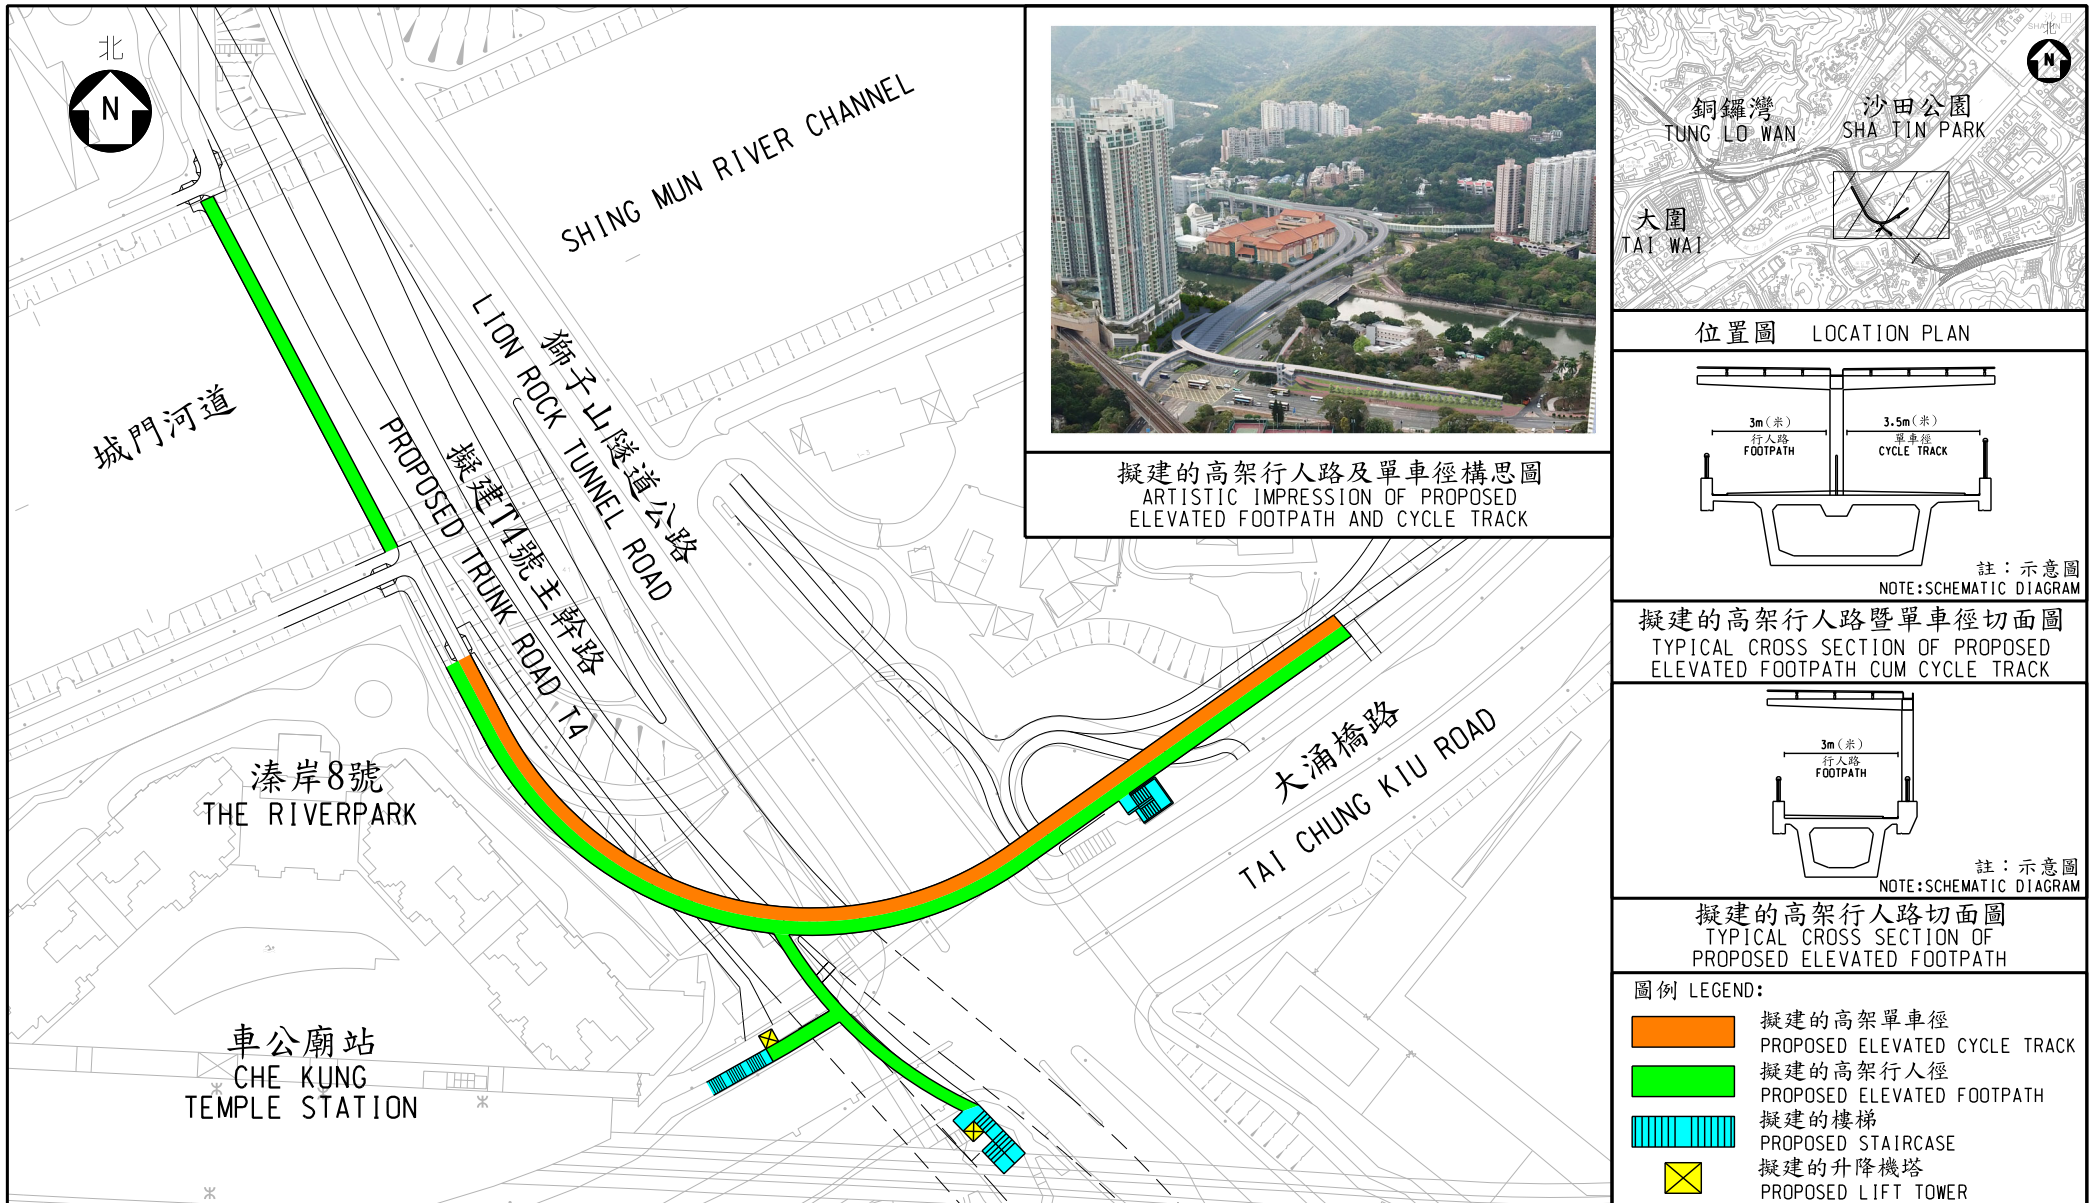 北
N
城門河道
SHING MUN RIVER CHANNEL
獅子山隧道公路
LION ROCK TUNNEL ROAD
擬建T4號主幹路
PROPOSED TRUNK ROAD T4
溱岸8號
THE RIVERPARK
車公廟站
CHE KUNG
TEMPLE STATION
大涌橋路
TAI CHUNG KIU ROAD
擬建的高架行人路及單車徑構思圖
ARTISTIC IMPRESSION OF PROPOSED
ELEVATED FOOTPATH AND CYCLE TRACK
沙田
SHA TIN
北
N
銅鑼灣
TUNG LO WAN
沙田公園
SHA TIN PARK
大圍
TAI WAI
位置圖 LOCATION PLAN
3m(米)
行人路
FOOTPATH
3.5m(米)
單車徑
CYCLE TRACK
註：示意圖
NOTE:SCHEMATIC DIAGRAM
擬建的高架行人路暨單車徑切面圖
TYPICAL CROSS SECTION OF PROPOSED
ELEVATED FOOTPATH CUM CYCLE TRACK
3m(米)
行人路
FOOTPATH
註：示意圖
NOTE:SCHEMATIC DIAGRAM
擬建的高架行人路切面圖
TYPICAL CROSS SECTION OF
PROPOSED ELEVATED FOOTPATH
圖例 LEGEND:
擬建的高架單車徑
PROPOSED ELEVATED CYCLE TRACK
擬建的高架行人徑
PROPOSED ELEVATED FOOTPATH
擬建的樓梯
PROPOSED STAIRCASE
擬建的升降機塔
PROPOSED LIFT TOWER